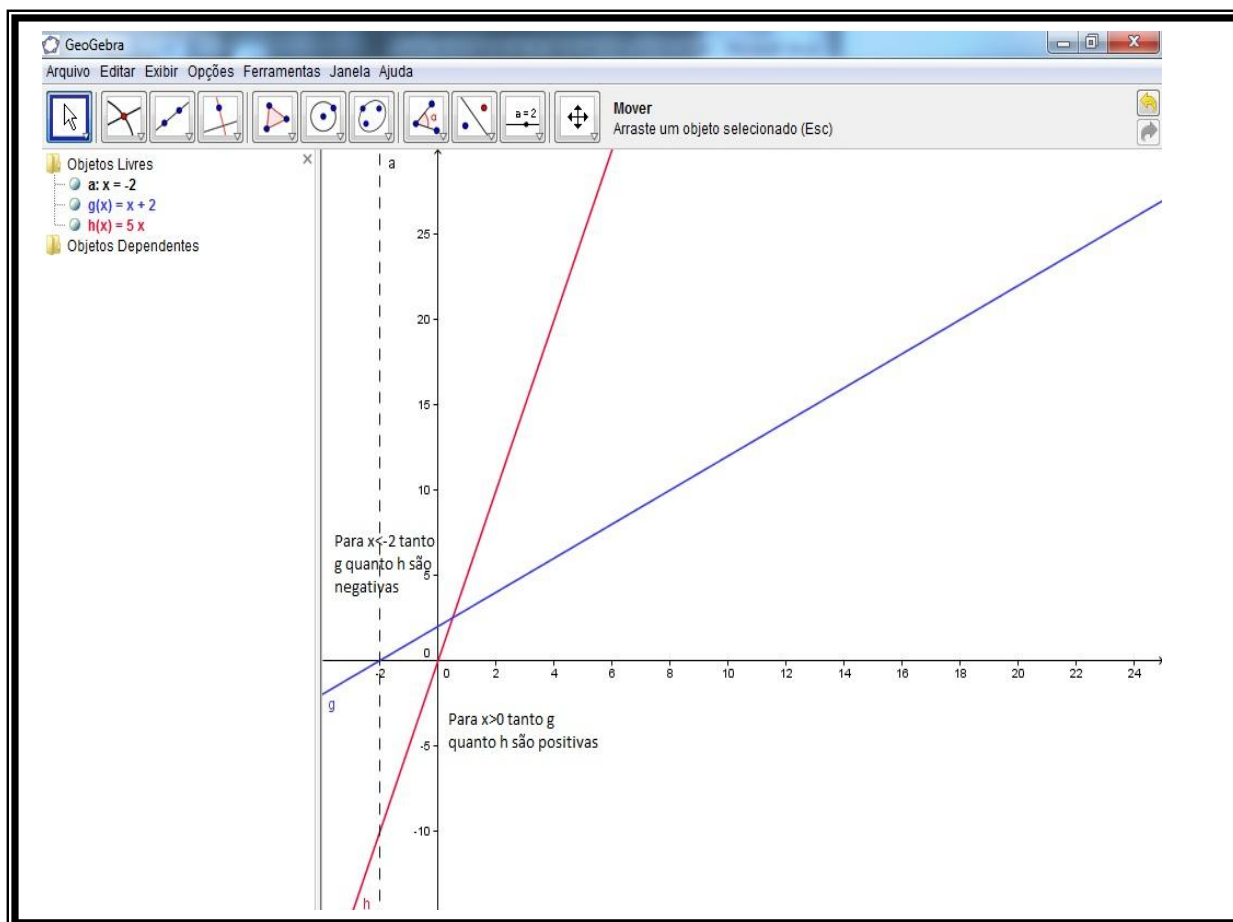 GeoGebra
Arquivo Editar Exibir Opções Ferramentas Janela Ajuda
a = 2
Mover
Arraste um objeto selecionado (Esc)
Objetos Livres
a: x = -2
g(x) = x + 2
h(x) = 5 x
Objetos Dependentes
a
25
20
15
10
Para x<-2 tanto
g quanto h são
negativas
5
0
-2 0 2 4 6 8 10 12 14 16 18 20 22 24
g
Para x>0 tanto g
quanto h são positivas
-5
-10
h